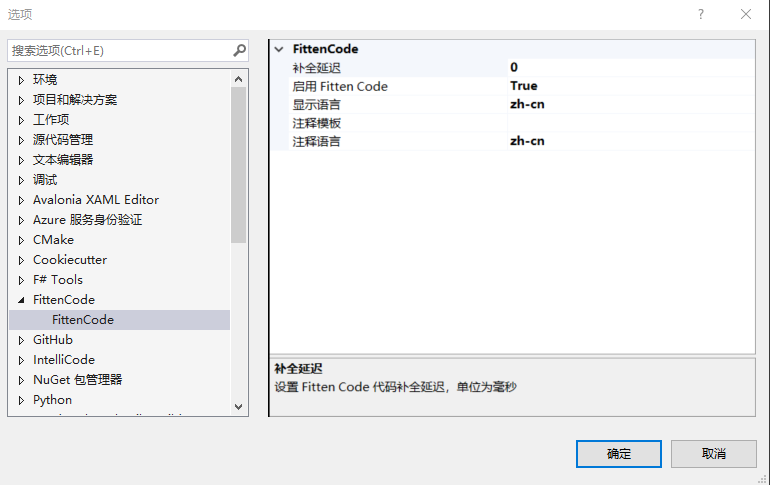 选项
搜索选项(Ctrl+E)
环境
项目和解决方案
工作项
源代码管理
文本编辑器
调试
Avalonia XAML Editor
Azure 服务身份验证
CMake
Cookiecutter
F# Tools
FittenCode
FittenCode
GitHub
IntelliCode
NuGet 包管理器
Python
FittenCode
补全延迟 0
启用 Fitten Code True
显示语言 zh-cn
注释模板
注释语言 zh-cn
补全延迟
设置 Fitten Code 代码补全延迟，单位为毫秒
确定
取消